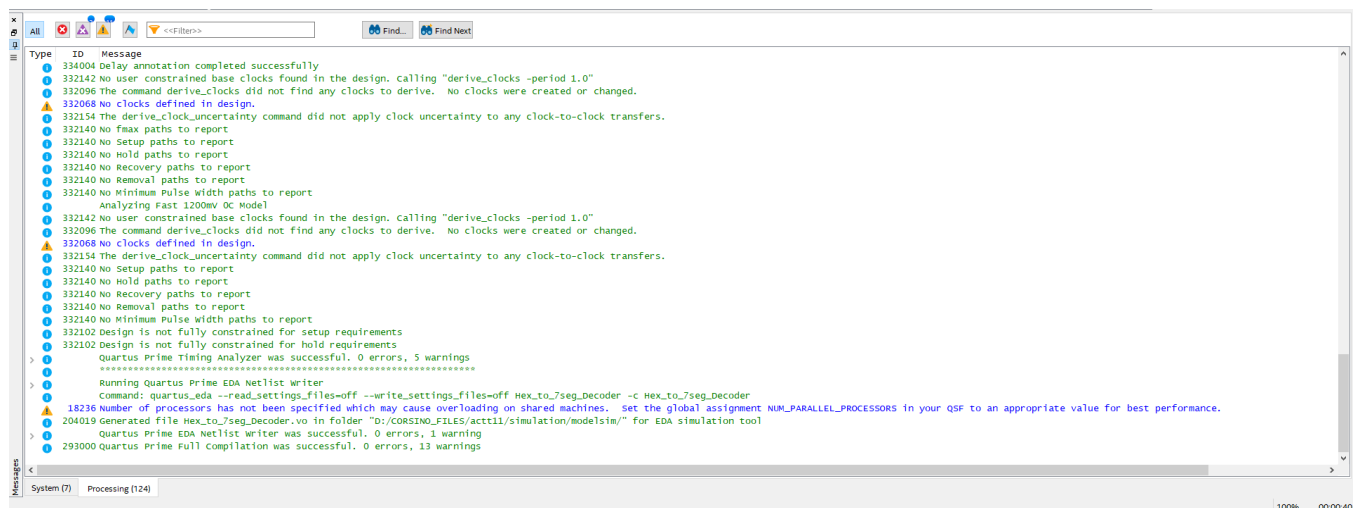 All <<Filter>> Find... Find Next
Type ID Message
334004 Delay annotation completed successfully
332142 No user constrained base clocks found in the design. Calling "derive_clocks -period 1.0"
332096 The command derive_clocks did not find any clocks to derive. No clocks were created or changed.
332068 No clocks defined in design.
332154 The derive_clock_uncertainty command did not apply clock uncertainty to any clock-to-clock transfers.
332140 No fmax paths to report
332140 No Setup paths to report
332140 No Hold paths to report
332140 No Recovery paths to report
332140 No Removal paths to report
332140 No Minimum Pulse Width paths to report
Analyzing Fast 1200mV 0C Model
332142 No user constrained base clocks found in the design. Calling "derive_clocks -period 1.0"
332096 The command derive_clocks did not find any clocks to derive. No clocks were created or changed.
332068 No clocks defined in design.
332154 The derive_clock_uncertainty command did not apply clock uncertainty to any clock-to-clock transfers.
332140 No Setup paths to report
332140 No Hold paths to report
332140 No Recovery paths to report
332140 No Removal paths to report
332140 No Minimum Pulse Width paths to report
332102 Design is not fully constrained for setup requirements
332102 Design is not fully constrained for hold requirements
Quartus Prime Timing Analyzer was successful. 0 errors, 5 warnings
*******************************************************************
Running Quartus Prime EDA Netlist Writer
Command: quartus_eda --read_settings_files=off --write_settings_files=off Hex_to_7seg_Decoder -c Hex_to_7seg_Decoder
18236 Number of processors has not been specified which may cause overloading on shared machines. Set the global assignment NUM_PARALLEL_PROCESSORS in your QSF to an appropriate value for best performance.
204019 Generated file Hex_to_7seg_Decoder.vo in folder "D:/CORSINO_FILES/actt11/simulation/modelsim/" for EDA simulation tool
Quartus Prime EDA Netlist Writer was successful. 0 errors, 1 warning
293000 Quartus Prime Full Compilation was successful. 0 errors, 13 warnings
Messages
System (7) Processing (124)
100% 00:00:40